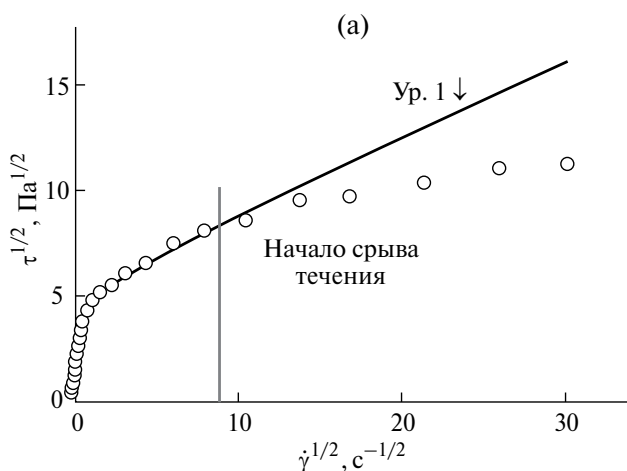 (а)
15
Ур. 1 ↓
τ^{1/2}, Па^{1/2}
10
Начало срыва
течения
5
0
0 10 20 30
γ̇^{1/2}, с^{−1/2}